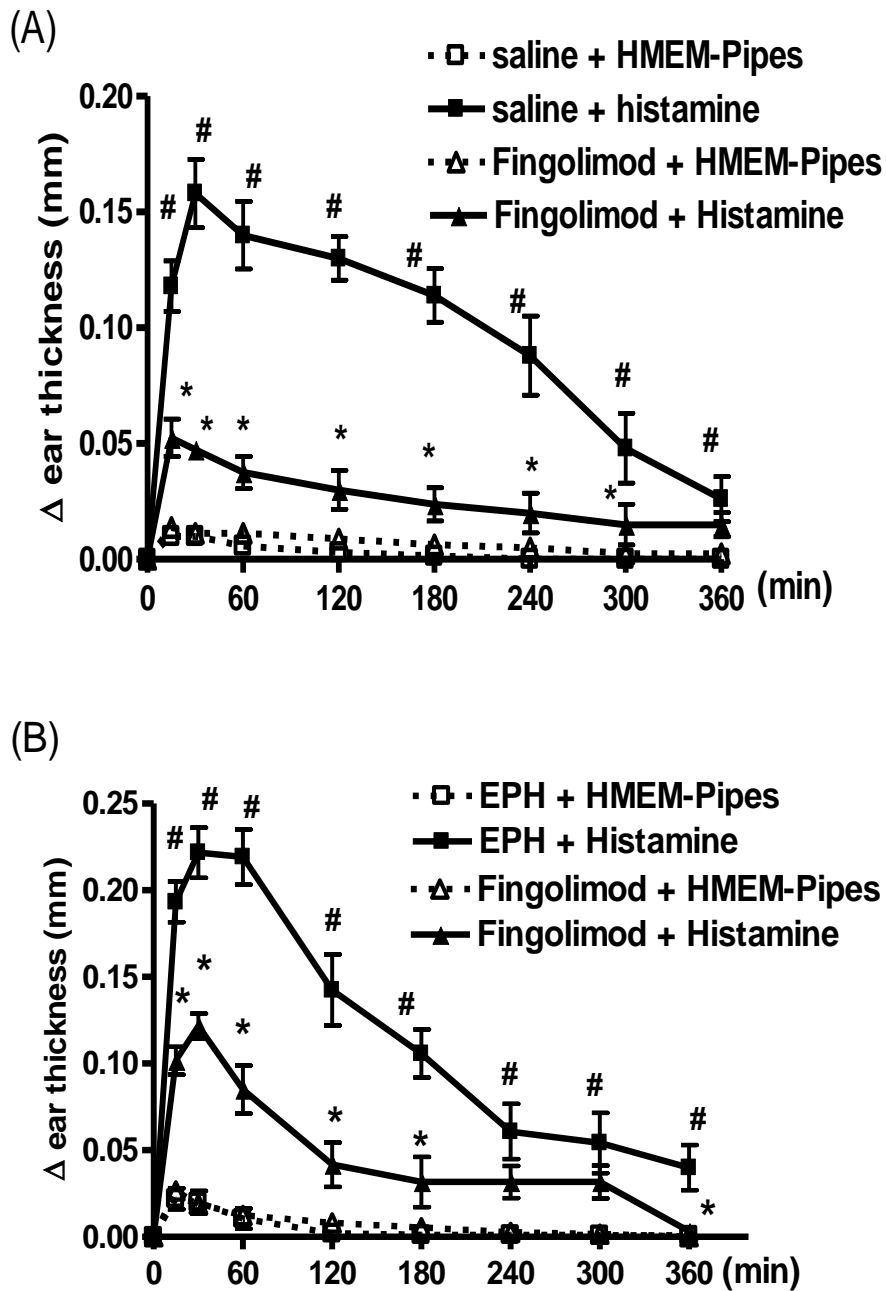 (A)
saline + HMEM-Pipes
saline + histamine
Fingolimod + HMEM-Pipes
Fingolimod + Histamine
Δ ear thickness (mm)
0.20
0.15
0.10
0.05
0.00
# # # # # # # #
* * * * * * *
0 60 120 180 240 300 360 (min)
(B)
EPH + HMEM-Pipes
EPH + Histamine
Fingolimod + HMEM-Pipes
Fingolimod + Histamine
Δ ear thickness (mm)
0.25
0.20
0.15
0.10
0.05
0.00
# # # # # # # #
* * * * * *
0 60 120 180 240 300 360 (min)